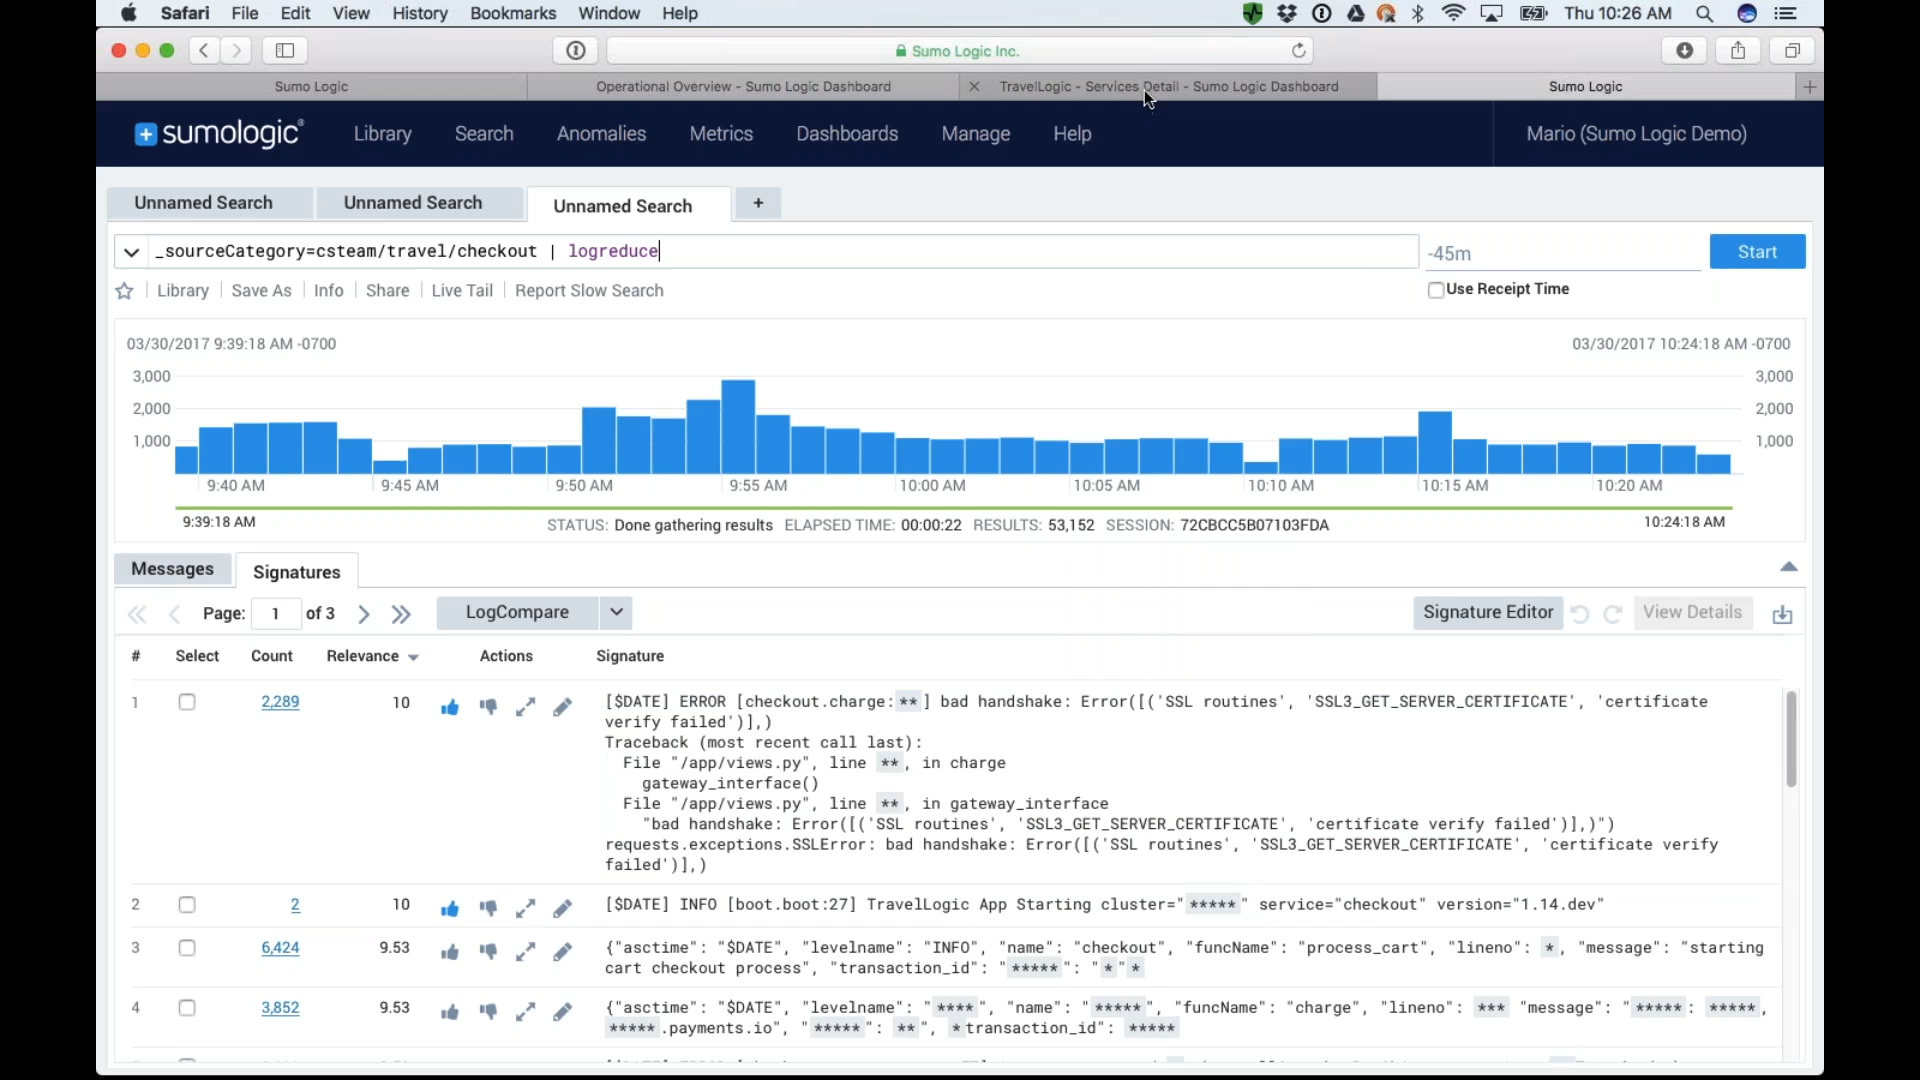 Safari File Edit View History Bookmarks Window Help Thu 10:26 AM
Sumo Logic Inc.
Sumo Logic Operational Overview - Sumo Logic Dashboard TravelLogic - Services Detail - Sumo Logic Dashboard Sumo Logic
sumologic Library Search Anomalies Metrics Dashboards Manage Help Mario (Sumo Logic Demo)
Unnamed Search Unnamed Search Unnamed Search +
_sourceCategory=csteam/travel/checkout | logreduce -45m Start
Library Save As Info Share Live Tail Report Slow Search Use Receipt Time
03/30/2017 9:39:18 AM -0700 03/30/2017 10:24:18 AM -0700
3,000 3,000
2,000 2,000
1,000 1,000
9:40 AM 9:45 AM 9:50 AM 9:55 AM 10:00 AM 10:05 AM 10:10 AM 10:15 AM 10:20 AM
9:39:18 AM STATUS: Done gathering results ELAPSED TIME: 00:00:22 RESULTS: 53,152 SESSION: 72CBCC5B07103FDA 10:24:18 AM
Messages Signatures
Page: 1 of 3 LogCompare Signature Editor View Details
# Select Count Relevance Actions Signature
1 2,289 10 [$DATE] ERROR [checkout.charge:**] bad handshake: Error([('SSL routines', 'SSL3_GET_SERVER_CERTIFICATE', 'certificate
verify failed')],)
Traceback (most recent call last):
File "/app/views.py", line **, in charge
gateway_interface()
File "/app/views.py", line **, in gateway_interface
"bad handshake: Error([('SSL routines', 'SSL3_GET_SERVER_CERTIFICATE', 'certificate verify failed')],)")
requests.exceptions.SSLError: bad handshake: Error([('SSL routines', 'SSL3_GET_SERVER_CERTIFICATE', 'certificate verify
failed')],)
2 2 10 [$DATE] INFO [boot.boot:27] TravelLogic App Starting cluster="*****" service="checkout" version="1.14.dev"
3 6,424 9.53 {"asctime": "$DATE", "levelname": "INFO", "name": "checkout", "funcName": "process_cart", "lineno": *, "message": "starting
cart checkout process", "transaction_id": "*****": "*"*
4 3,852 9.53 {"asctime": "$DATE", "levelname": "****", "name": "*****", "funcName": "charge", "lineno": *** "message": "*****: *****,
*****.payments.io", "*****": **", *transaction_id": *****